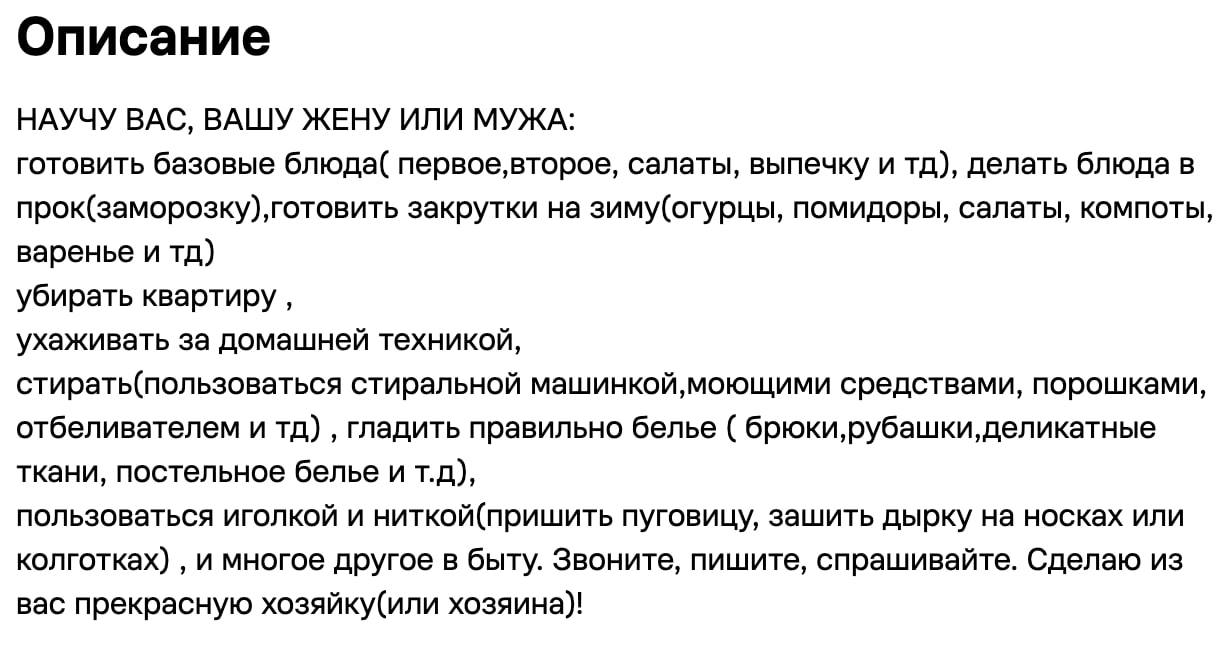 Описание
НАУЧУ ВАС, ВАШУ ЖЕНУ ИЛИ МУЖА:
готовить базовые блюда( первое,второе, салаты, выпечку и тд), делать блюда в
прок(заморозку),готовить закрутки на зиму(огурцы, помидоры, салаты, компоты,
варенье и тд)
убирать квартиру ,
ухаживать за домашней техникой,
стирать(пользоваться стиральной машинкой,моющими средствами, порошками,
отбеливателем и тд) , гладить правильно белье ( брюки,рубашки,деликатные
ткани, постельное белье и т.д),
пользоваться иголкой и ниткой(пришить пуговицу, зашить дырку на носках или
колготках) , и многое другое в быту. Звоните, пишите, спрашивайте. Сделаю из
вас прекрасную хозяйку(или хозяина)!